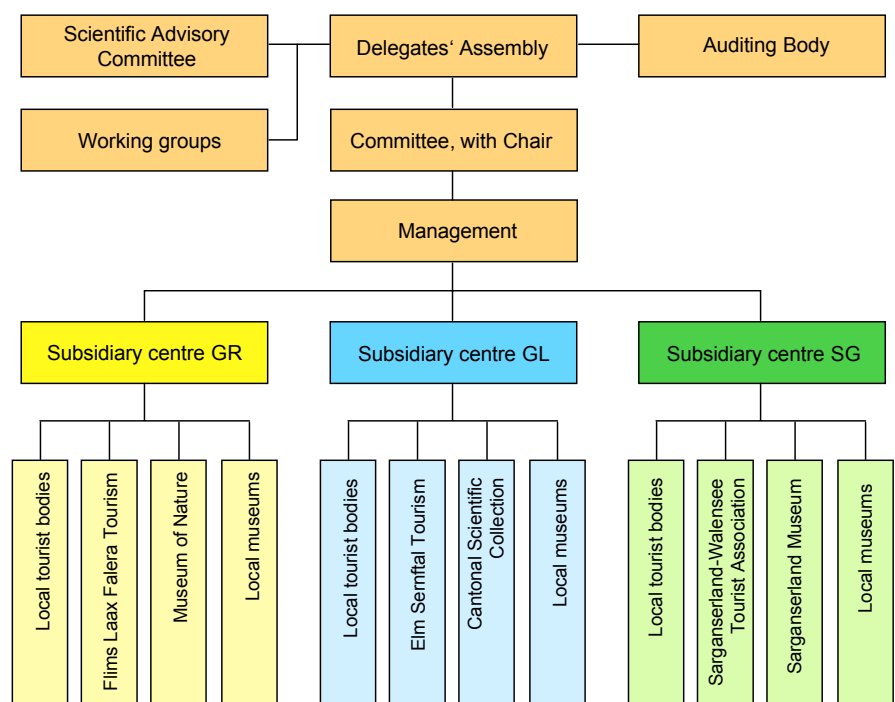 Scientific Advisory
Committee
Delegates‘ Assembly
Auditing Body
Working groups
Committee, with Chair
Management
Subsidiary centre GR
Subsidiary centre GL
Subsidiary centre SG
Local tourist bodies
Flims Laax Falera Tourism
Museum of Nature
Local museums
Local tourist bodies
Elm Sernftal Tourism
Cantonal Scientific
Collection
Local museums
Local tourist bodies
Sarganserland-Walensee
Tourist Association
Sarganserland Museum
Local museums